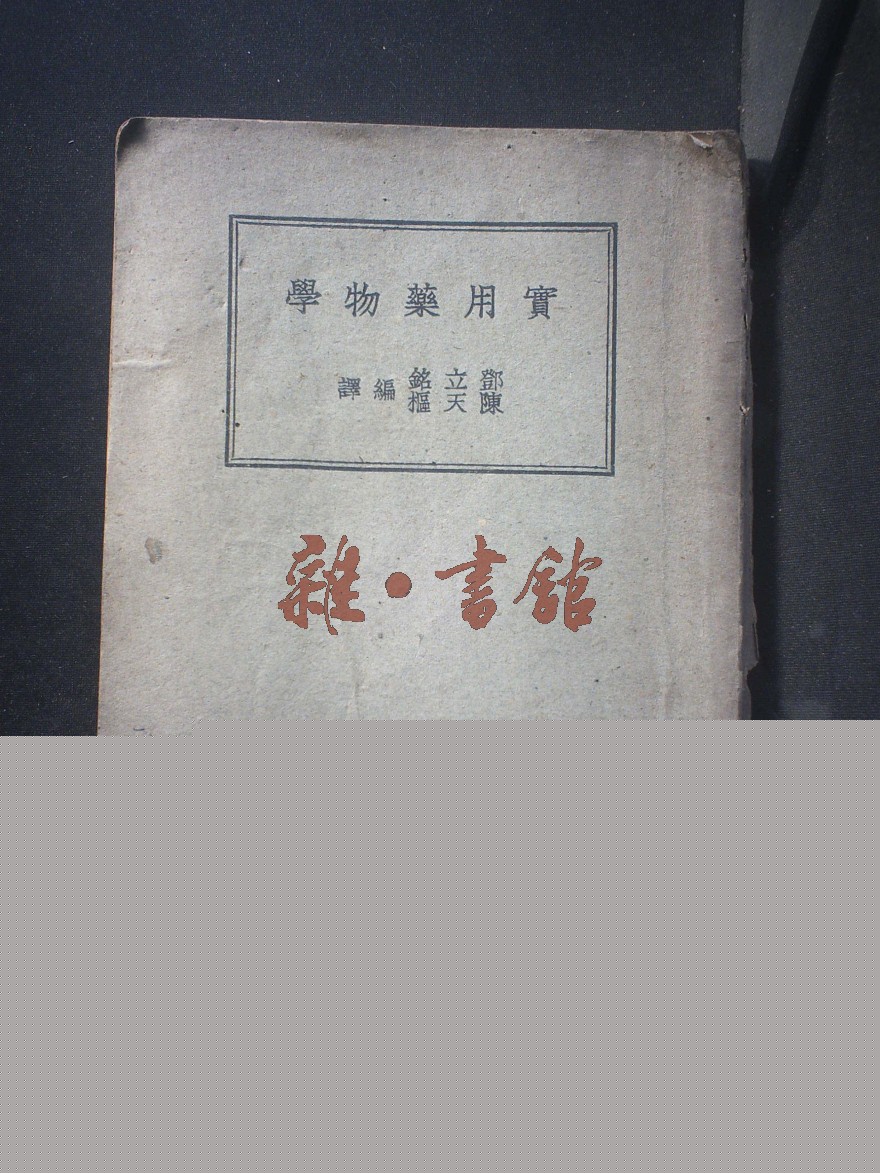 實用藥物學
鄧立銘
陳天樞
編譯
雜·書館